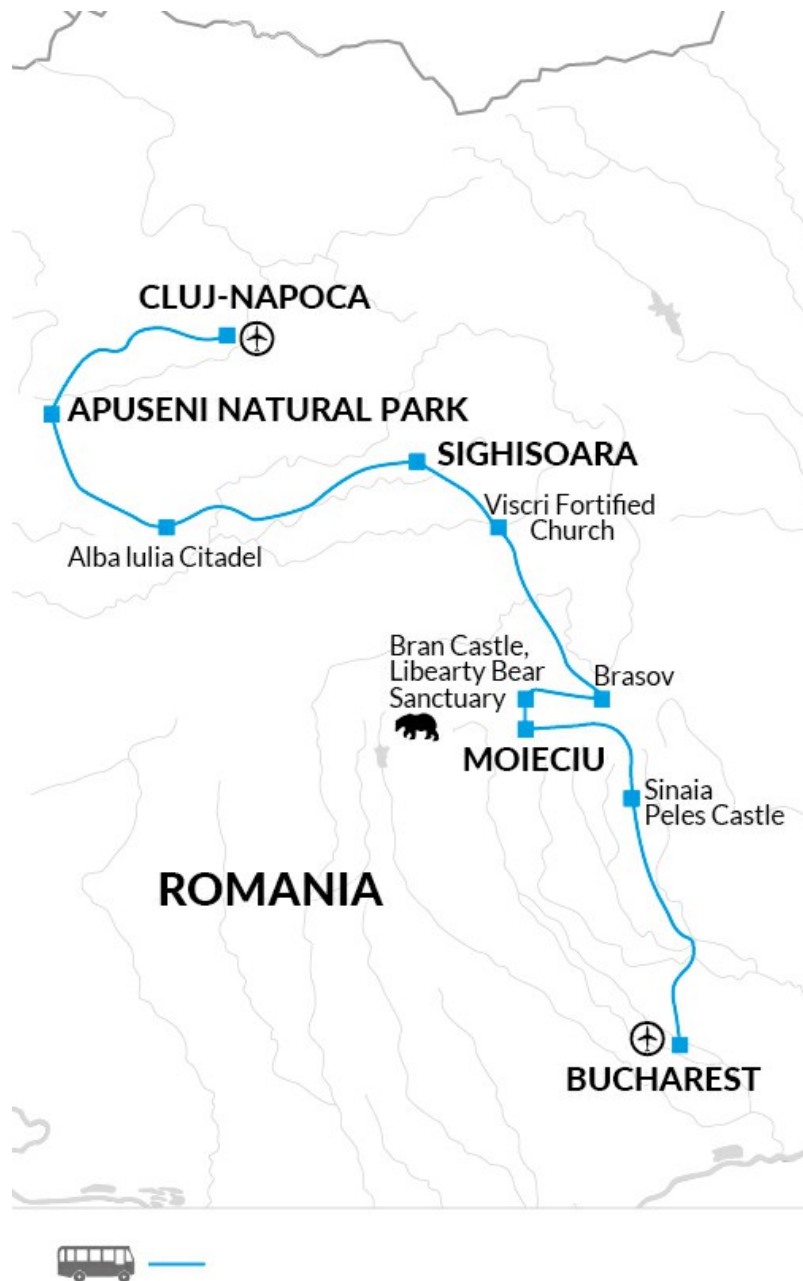 CLUJ-NAPOCA
APUSENI NATURAL PARK
SIGHISOARA
Viscri Fortified
Church
Alba Iulia Citadel
Bran Castle,
Libearty Bear
Sanctuary
Brasov
MOIECIU
Sinaia
Peles Castle
ROMANIA
BUCHAREST